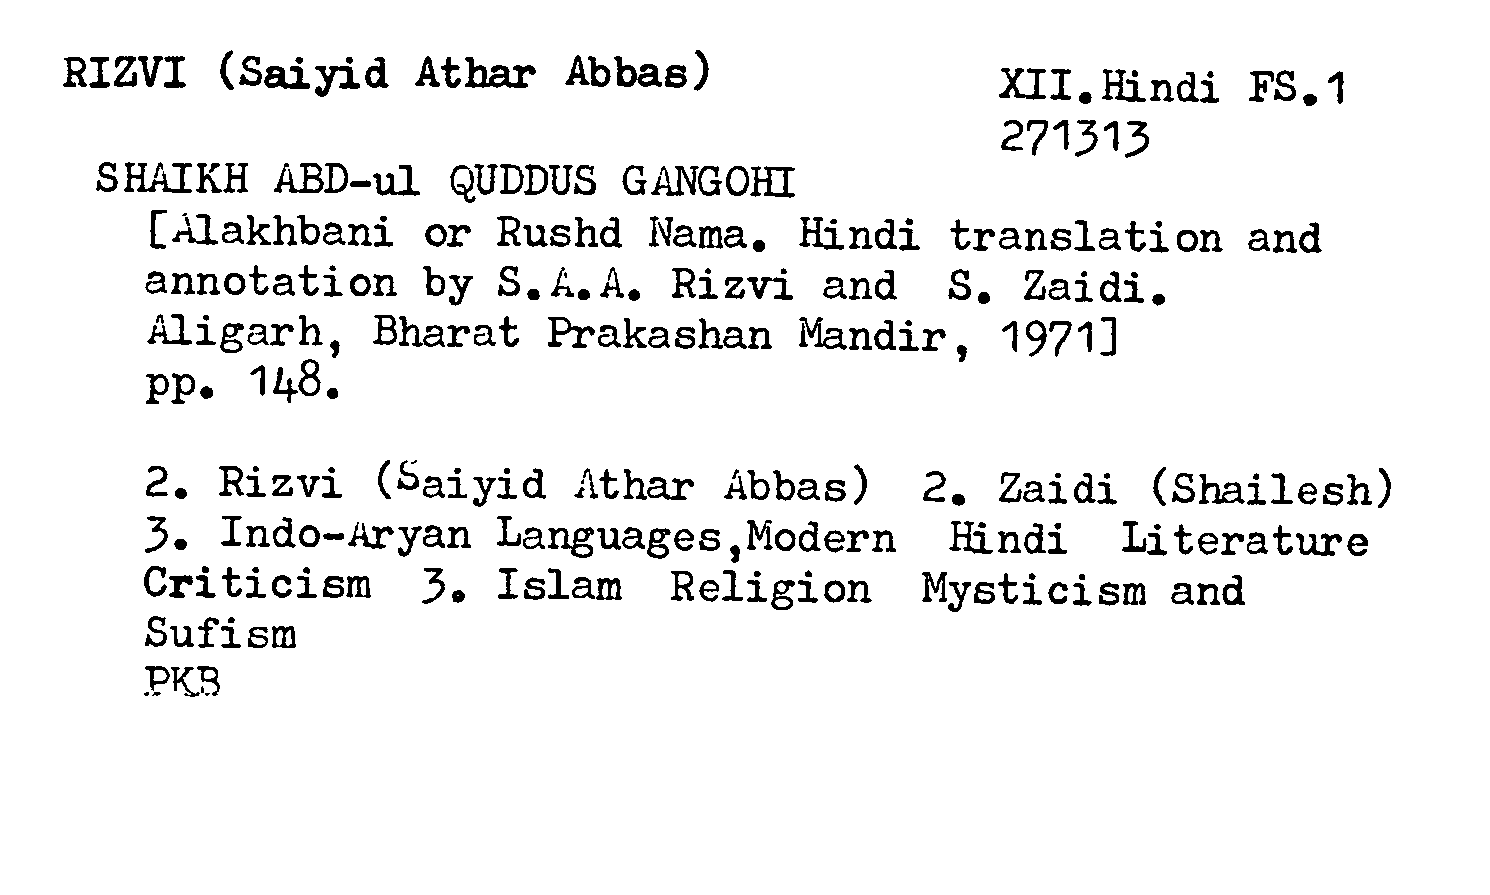 RIZVI (Saiyid Athar Abbas)
XII.Hindi FS.1
271313
SHAIKH ABD-ul QUDDUS GANGOHI
[Alakhbani or Rushd Nama. Hindi translation and
annotation by S.A.A. Rizvi and S. Zaidi.
Aligarh, Bharat Prakashan Mandir, 1971]
pp. 148.
2. Rizvi (Saiyid Athar Abbas) 2. Zaidi (Shailesh)
3. Indo-Aryan Languages,Modern Hindi Literature
Criticism 3. Islam Religion Mysticism and
Sufism
PKB